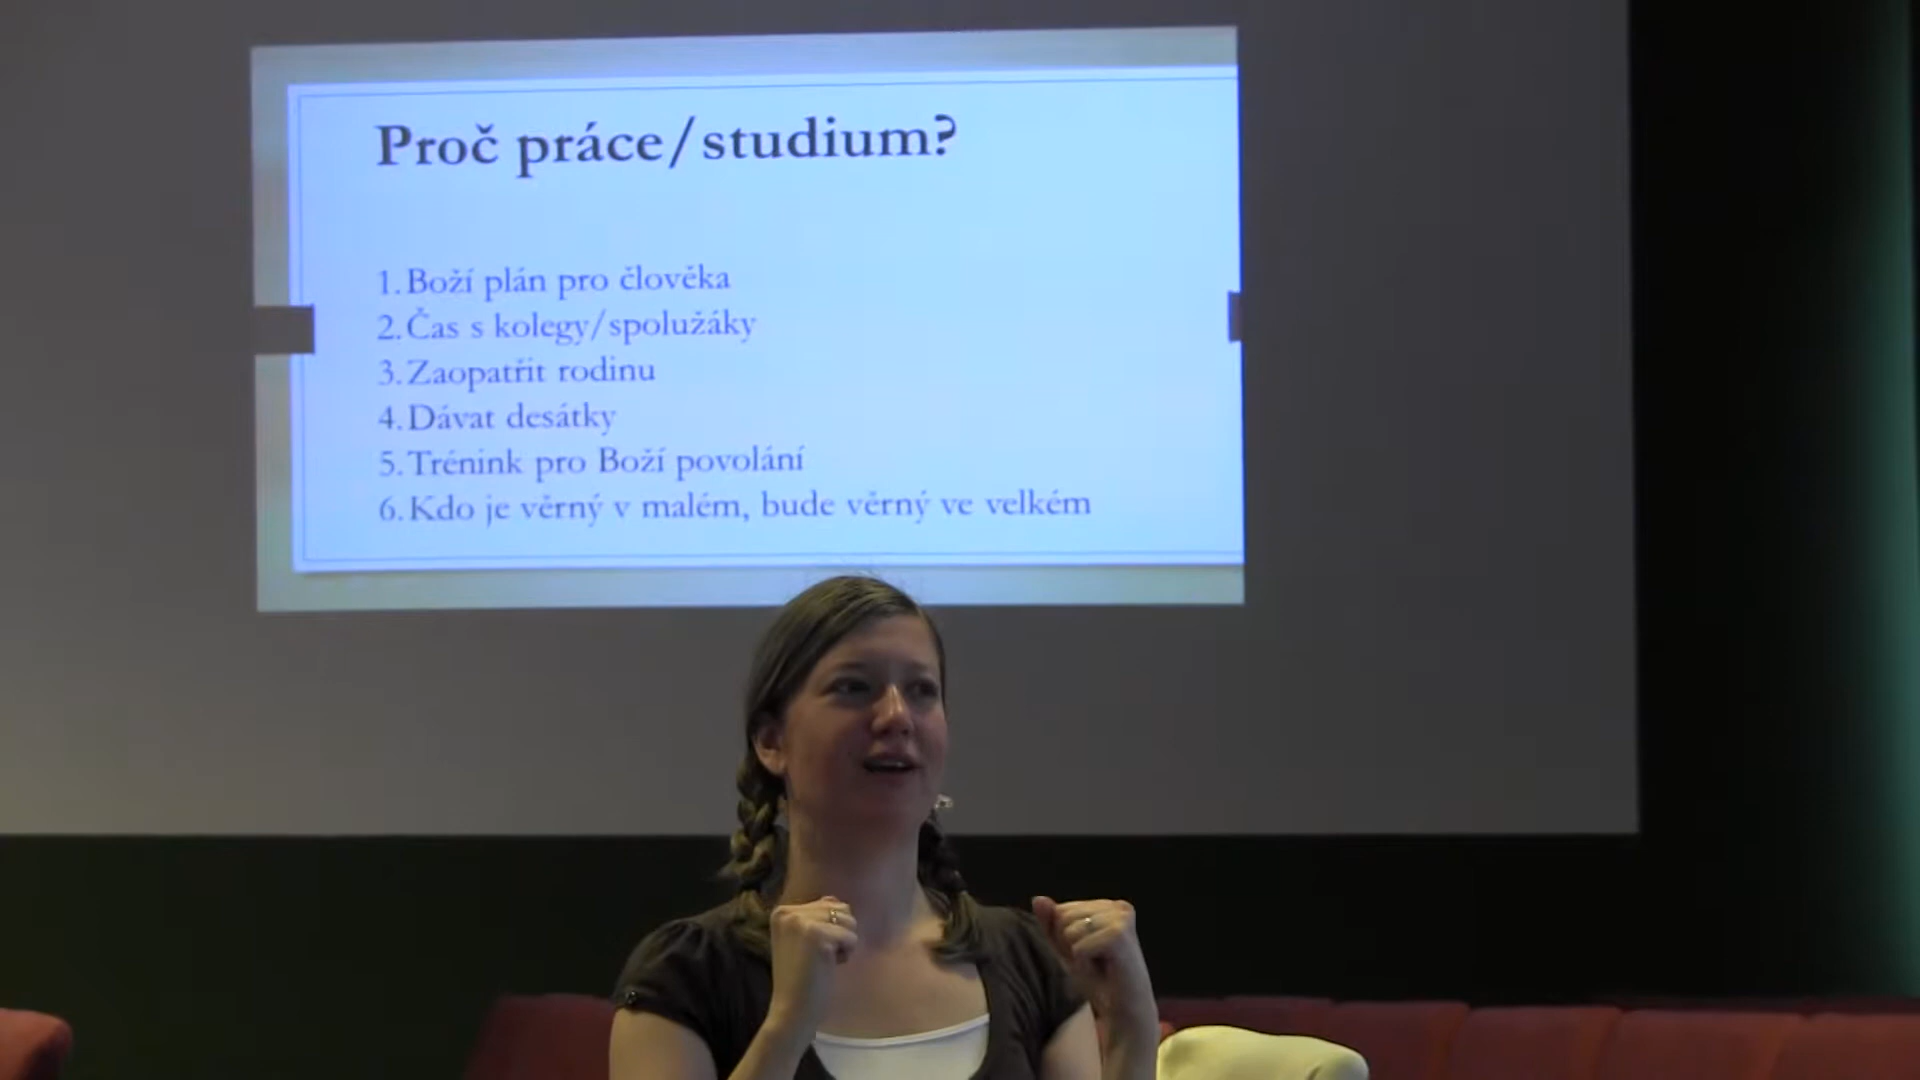 Proč práce/studium?
1. Boží plán pro člověka
2. Čas s kolegy/spolužáky
3. Zaopatřit rodinu
4. Dávat desátky
5. Trénink pro Boží povolání
6. Kdo je věrný v malém, bude věrný ve velkém